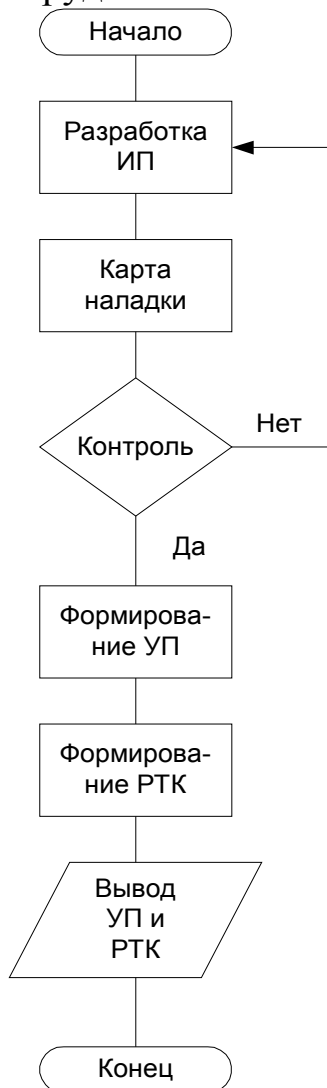 Начало
Разработка
ИП
Карта
наладки
Контроль
Нет
Да
Формирова-
ние УП
Формирова-
ние РТК
Вывод
УП и
РТК
Конец